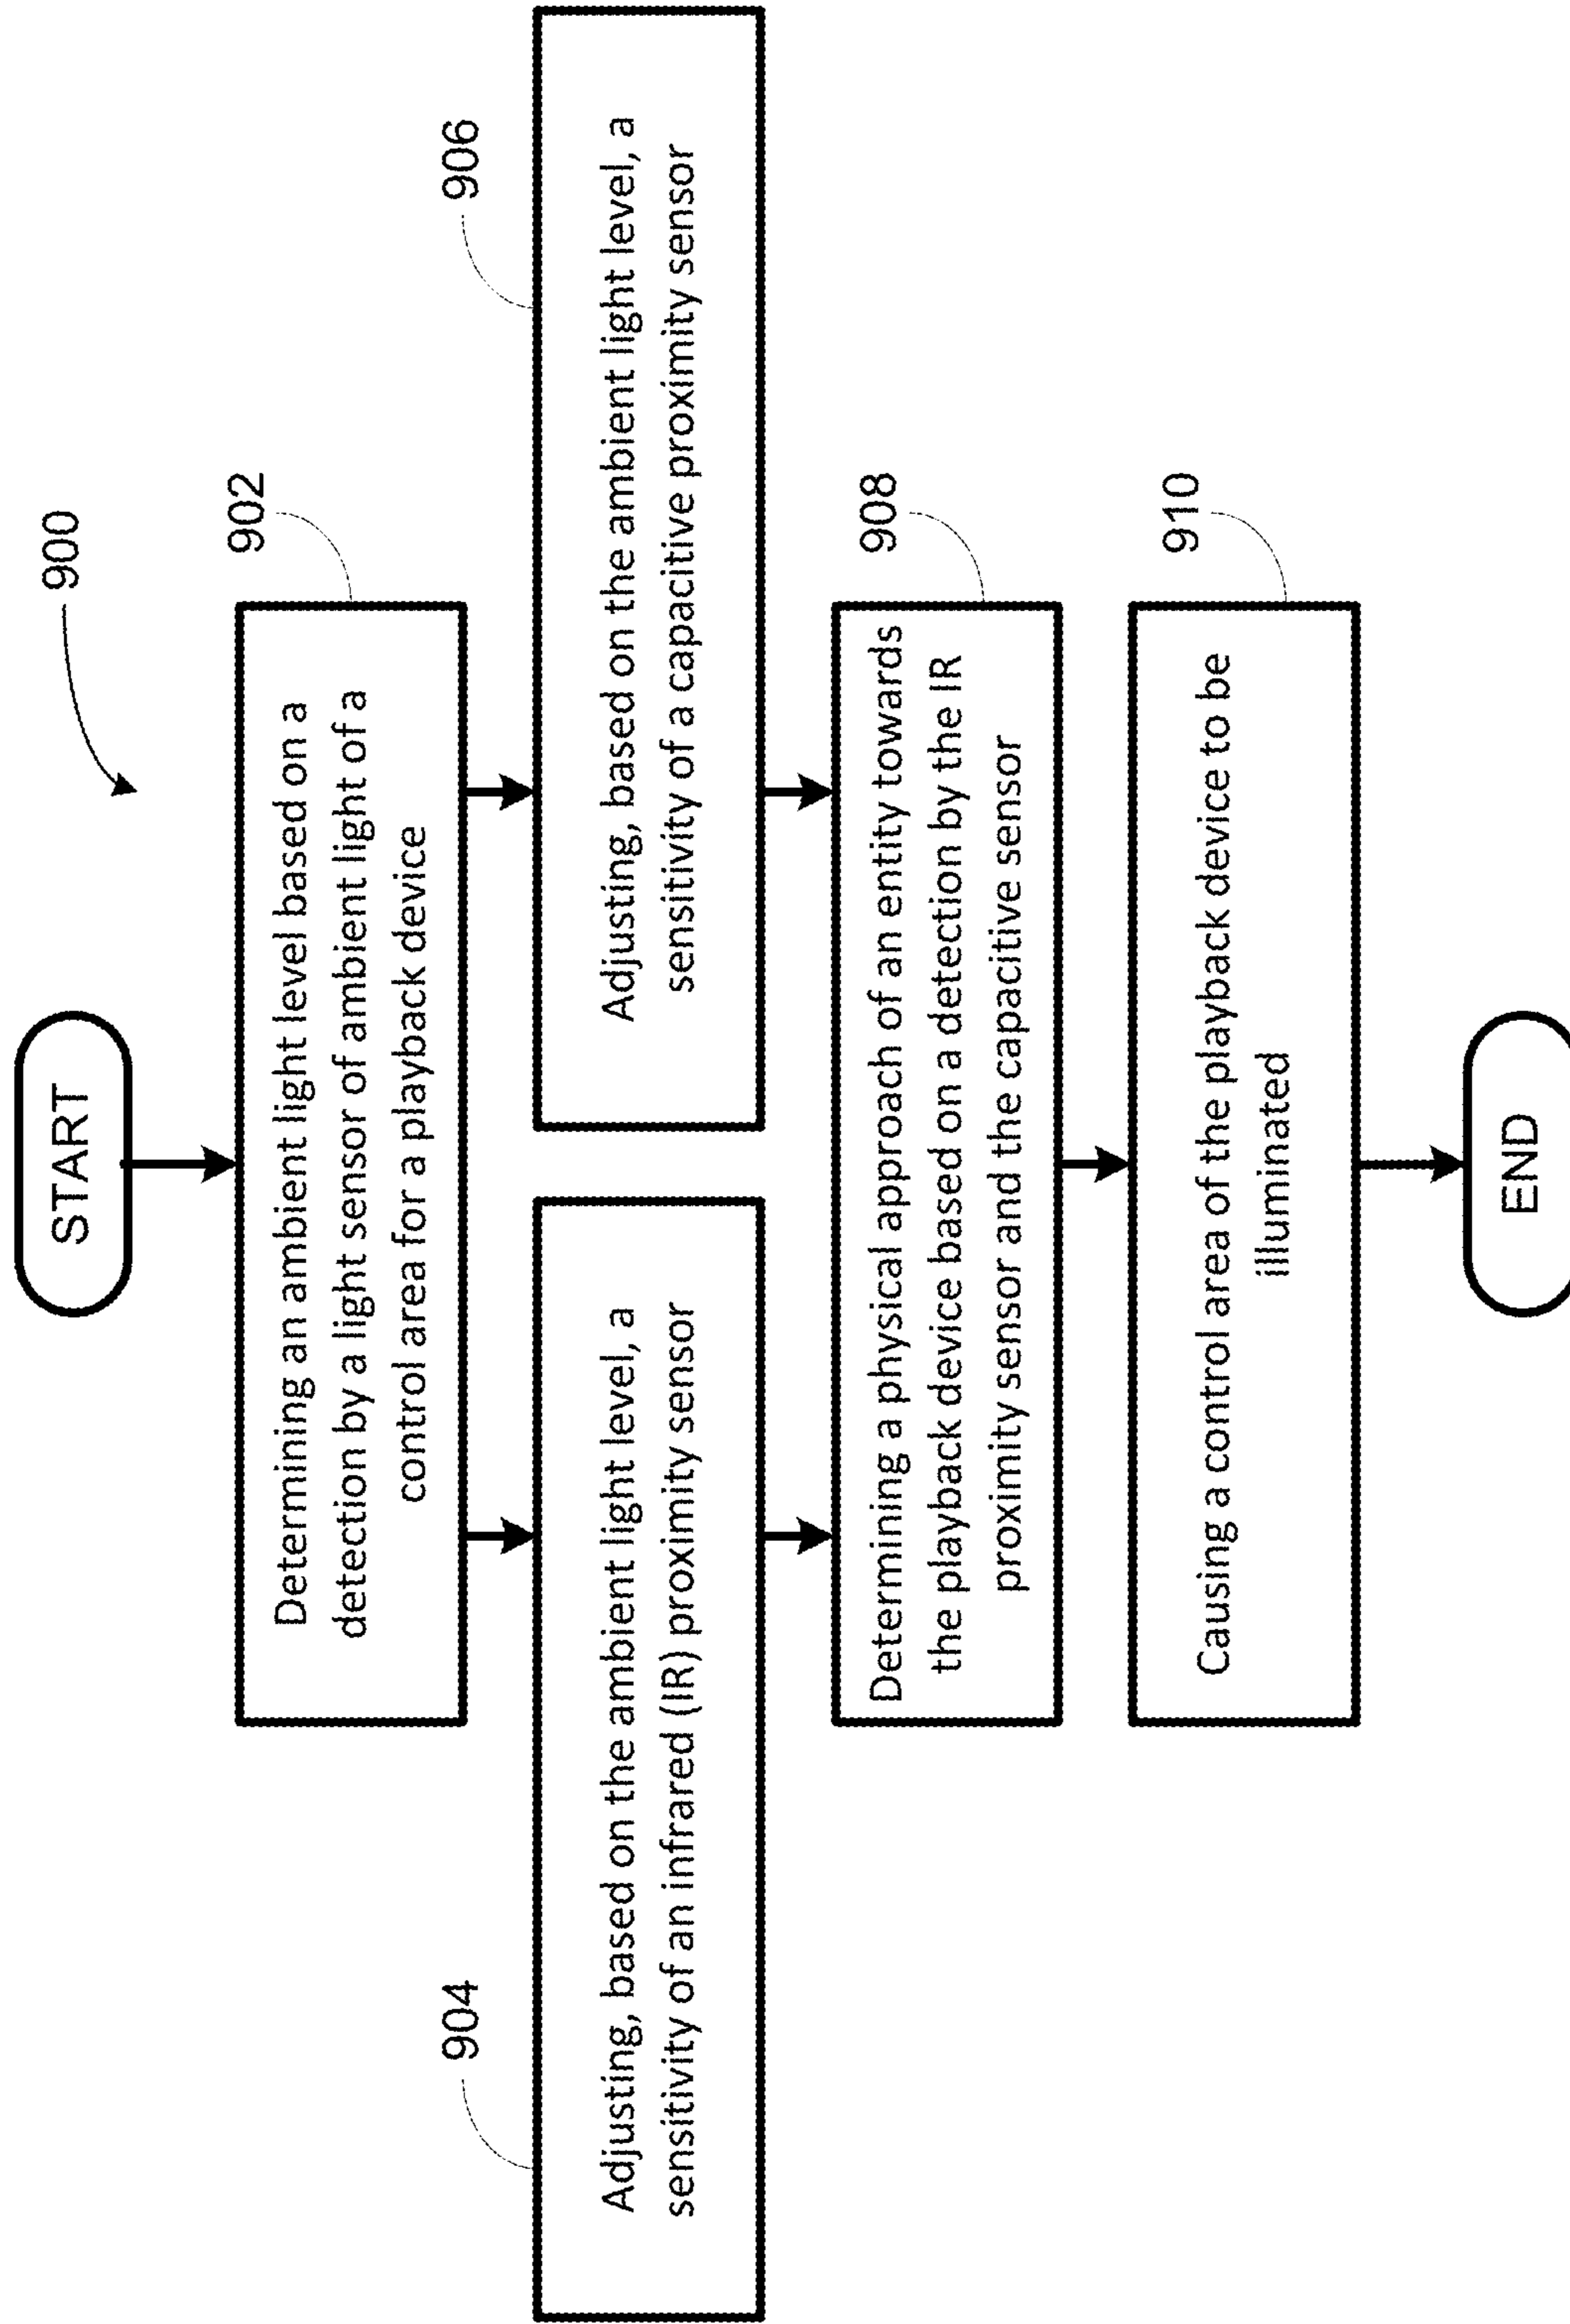 900
START
902
Determining an ambient light level based on a
detection by a light sensor of ambient light of a
control area for a playback device
904
Adjusting, based on the ambient light level, a
sensitivity of an infrared (IR) proximity sensor
906
Adjusting, based on the ambient light level, a
sensitivity of a capacitive proximity sensor
908
Determining a physical approach of an entity towards
the playback device based on a detection by the IR
proximity sensor and the capacitive sensor
910
Causing a control area of the playback device to be
illuminated
END